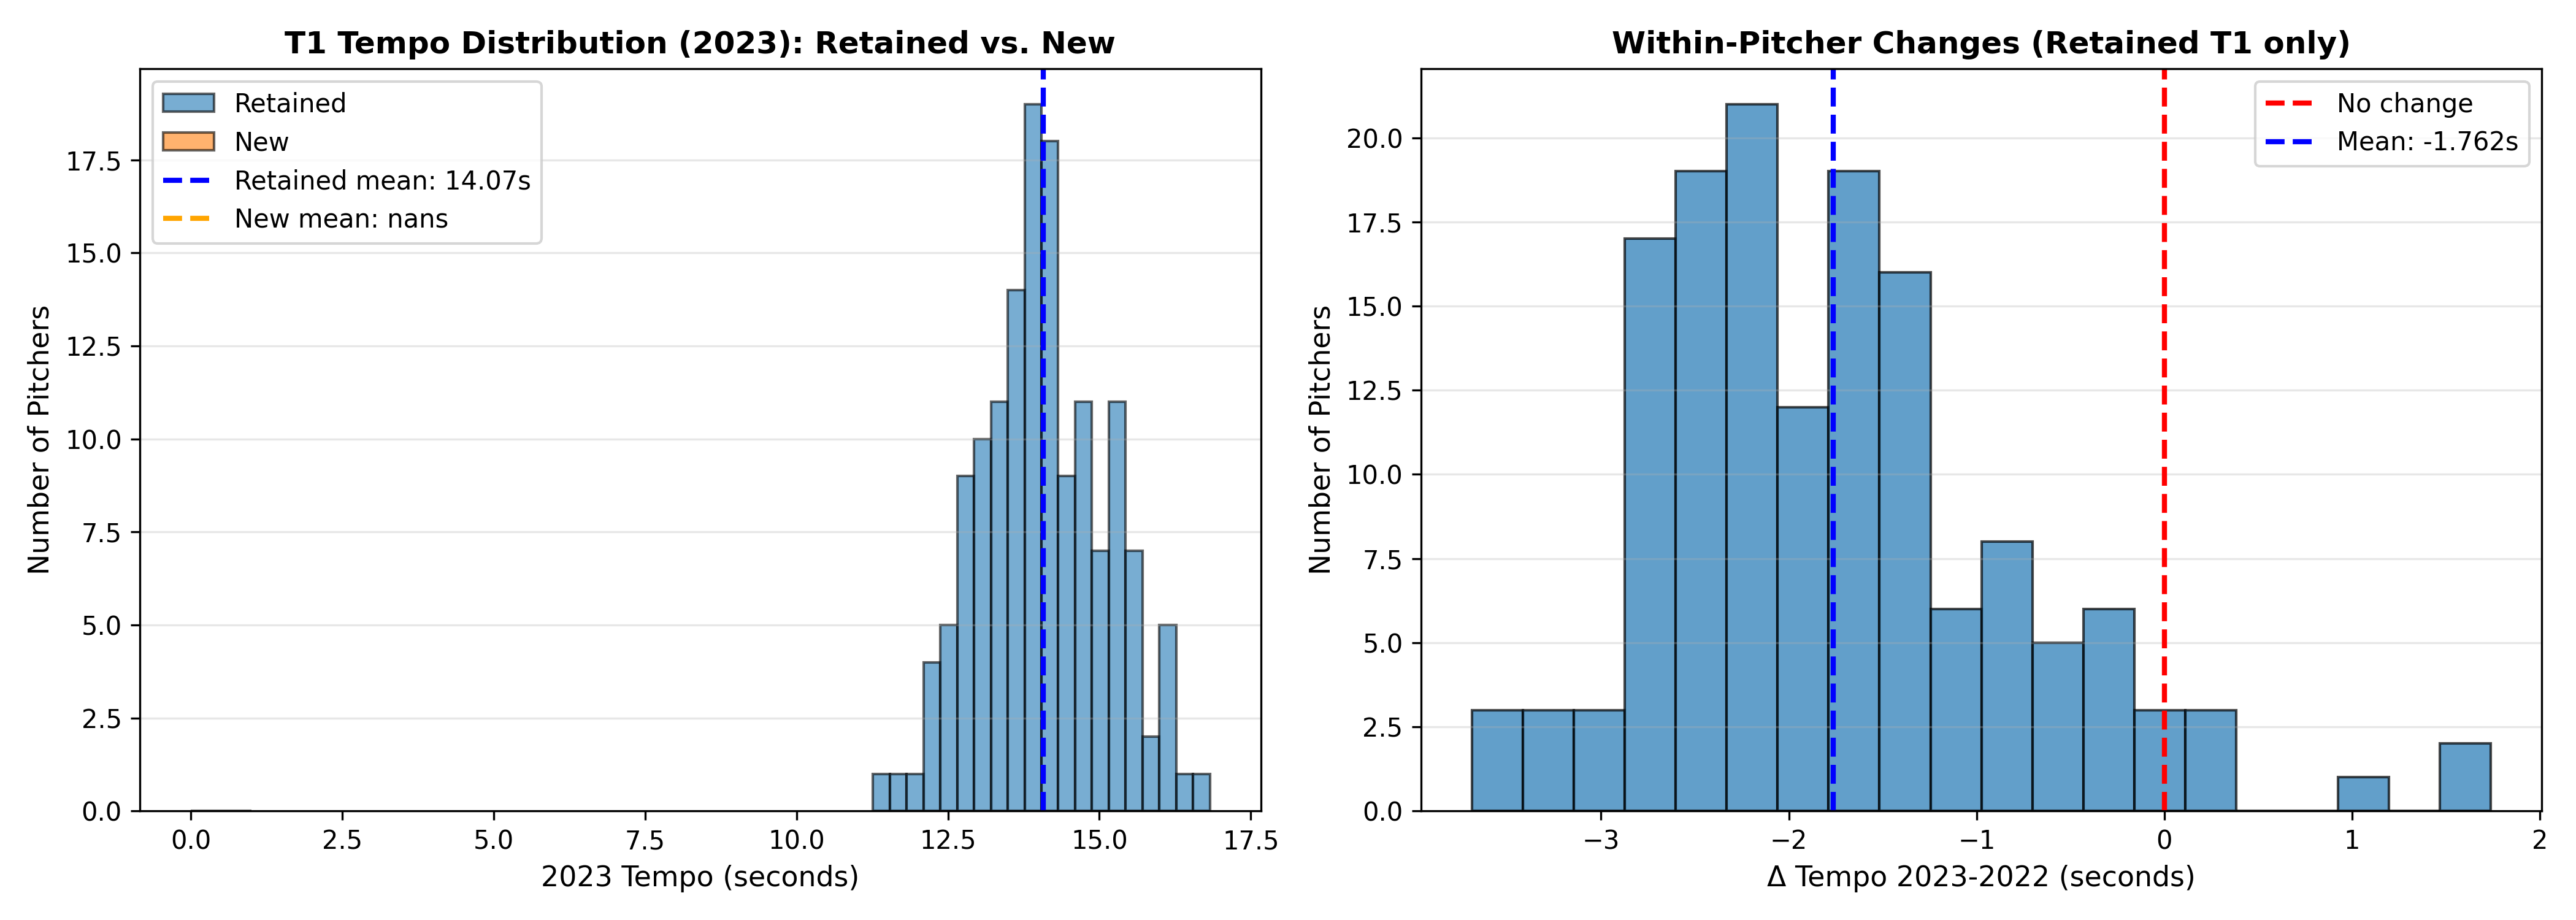 T1 Tempo Distribution (2023): Retained vs. New
Retained
New
Retained mean: 14.07s
New mean: nans
Number of Pitchers
17.5
15.0
12.5
10.0
7.5
5.0
2.5
0.0
0.0
2.5
5.0
7.5
10.0
12.5
15.0
17.5
2023 Tempo (seconds)
Within-Pitcher Changes (Retained T1 only)
No change
Mean: -1.762s
Number of Pitchers
20.0
17.5
15.0
12.5
10.0
7.5
5.0
2.5
0.0
−3
−2
−1
0
1
2
Δ Tempo 2023-2022 (seconds)